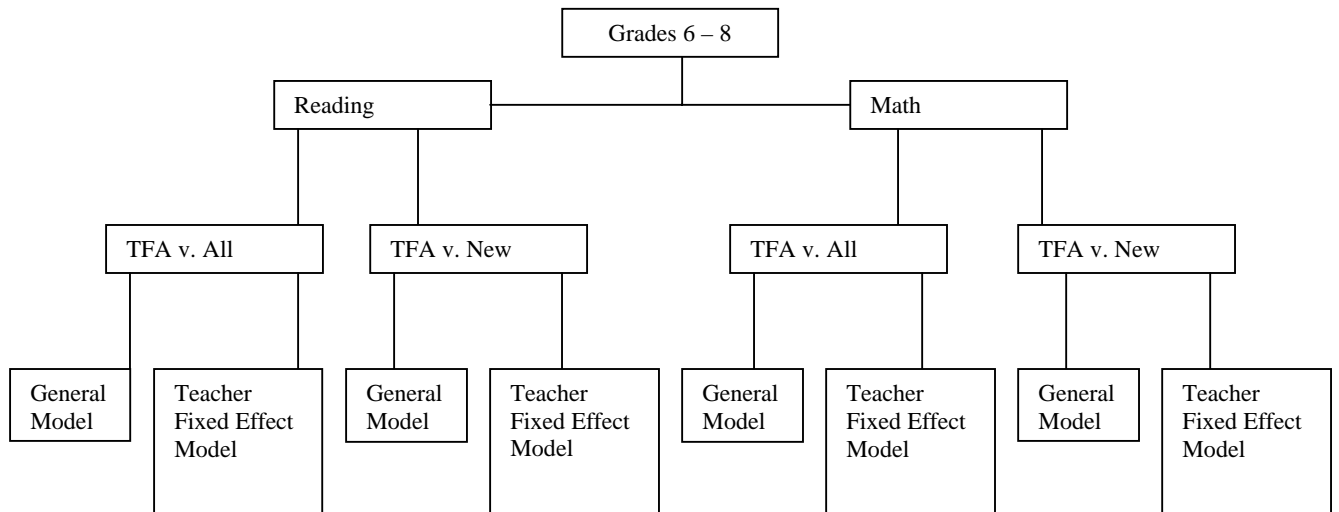 Grades 6 – 8
Reading
Math
TFA v. All
TFA v. New
TFA v. All
TFA v. New
General
Model
Teacher
Fixed Effect
Model
General
Model
Teacher
Fixed Effect
Model
General
Model
Teacher
Fixed Effect
Model
General
Model
Teacher
Fixed Effect
Model